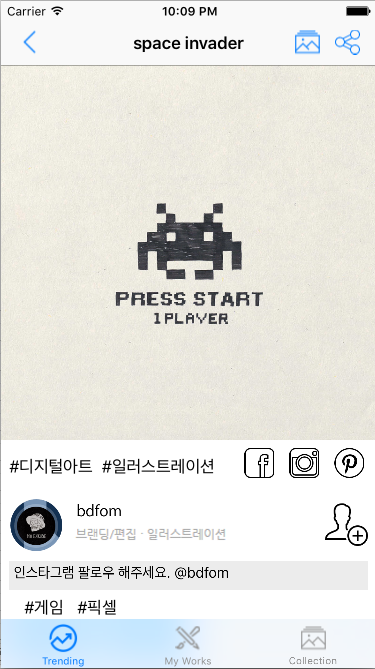 Carrier 10:09 PM
space invader
PRESS START
1 PLAYER
#디지털아트 #일러스트레이션
bdfom
브랜딩/편집 · 일러스트레이션
인스타그램 팔로우 해주세요. @bdfom
#게임 #픽셀
Trending My Works Collection